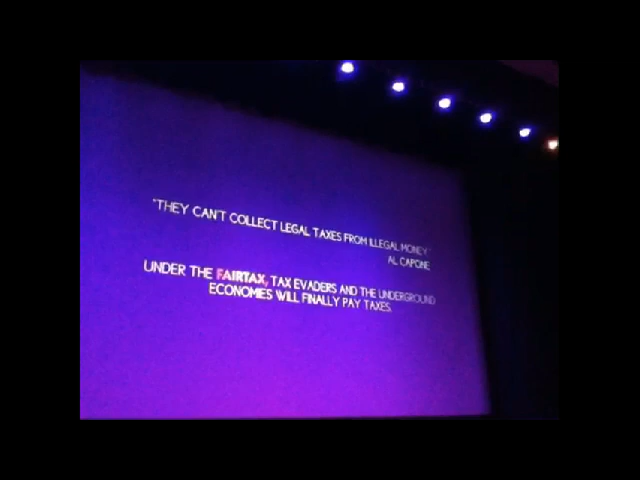 "THEY CAN'T COLLECT LEGAL TAXES FROM ILLEGAL MONEY"
AL CAPONE
UNDER THE FAIRTAX, TAX EVADERS AND THE UNDERGROUND
ECONOMIES WILL FINALLY PAY TAXES.